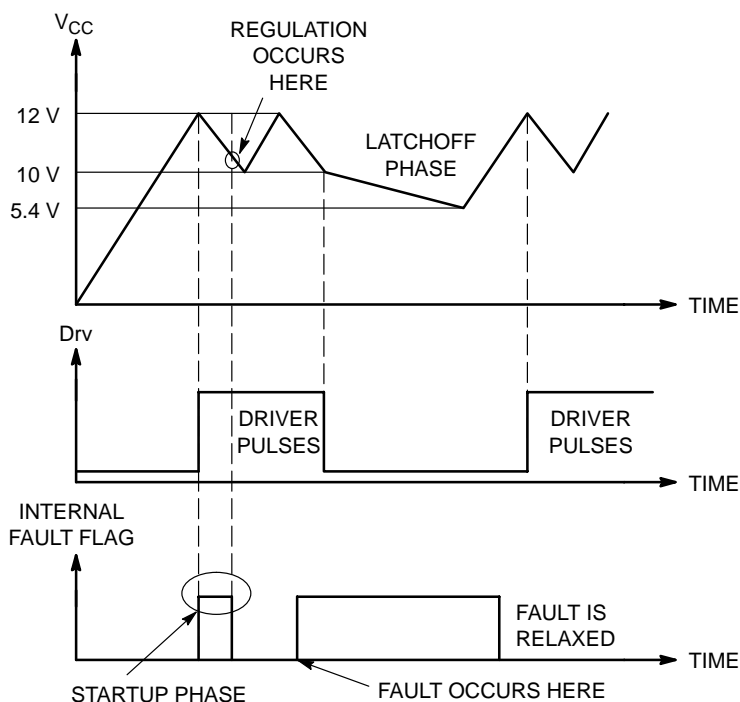 VCC
REGULATION
OCCURS
HERE
12 V
LATCHOFF
PHASE
10 V
5.4 V
TIME
Drv
DRIVER
PULSES
DRIVER
PULSES
TIME
INTERNAL
FAULT FLAG
FAULT IS
RELAXED
TIME
STARTUP PHASE
FAULT OCCURS HERE